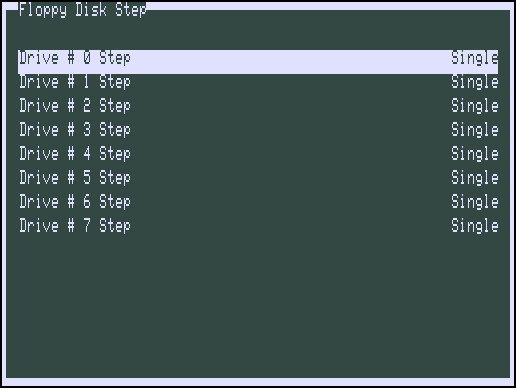 Floppy Disk Step
Drive # 0 Step Single
Drive # 1 Step Single
Drive # 2 Step Single
Drive # 3 Step Single
Drive # 4 Step Single
Drive # 5 Step Single
Drive # 6 Step Single
Drive # 7 Step Single